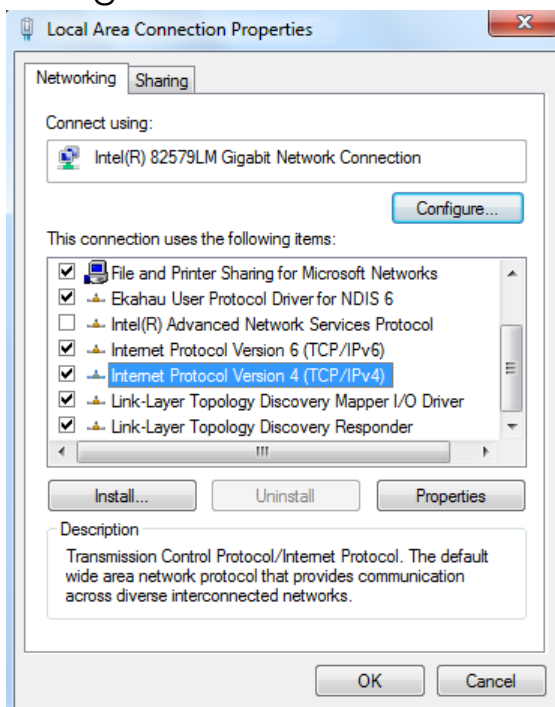 Local Area Connection Properties
Networking
Sharing
Connect using:
Intel(R) 82579LM Gigabit Network Connection
Configure...
This connection uses the following items:
File and Printer Sharing for Microsoft Networks
Ekahau User Protocol Driver for NDIS 6
Intel(R) Advanced Network Services Protocol
Internet Protocol Version 6 (TCP/IPv6)
Internet Protocol Version 4 (TCP/IPv4)
Link-Layer Topology Discovery Mapper I/O Driver
Link-Layer Topology Discovery Responder
Install...
Uninstall
Properties
Description
Transmission Control Protocol/Internet Protocol. The default
wide area network protocol that provides communication
across diverse interconnected networks.
OK
Cancel